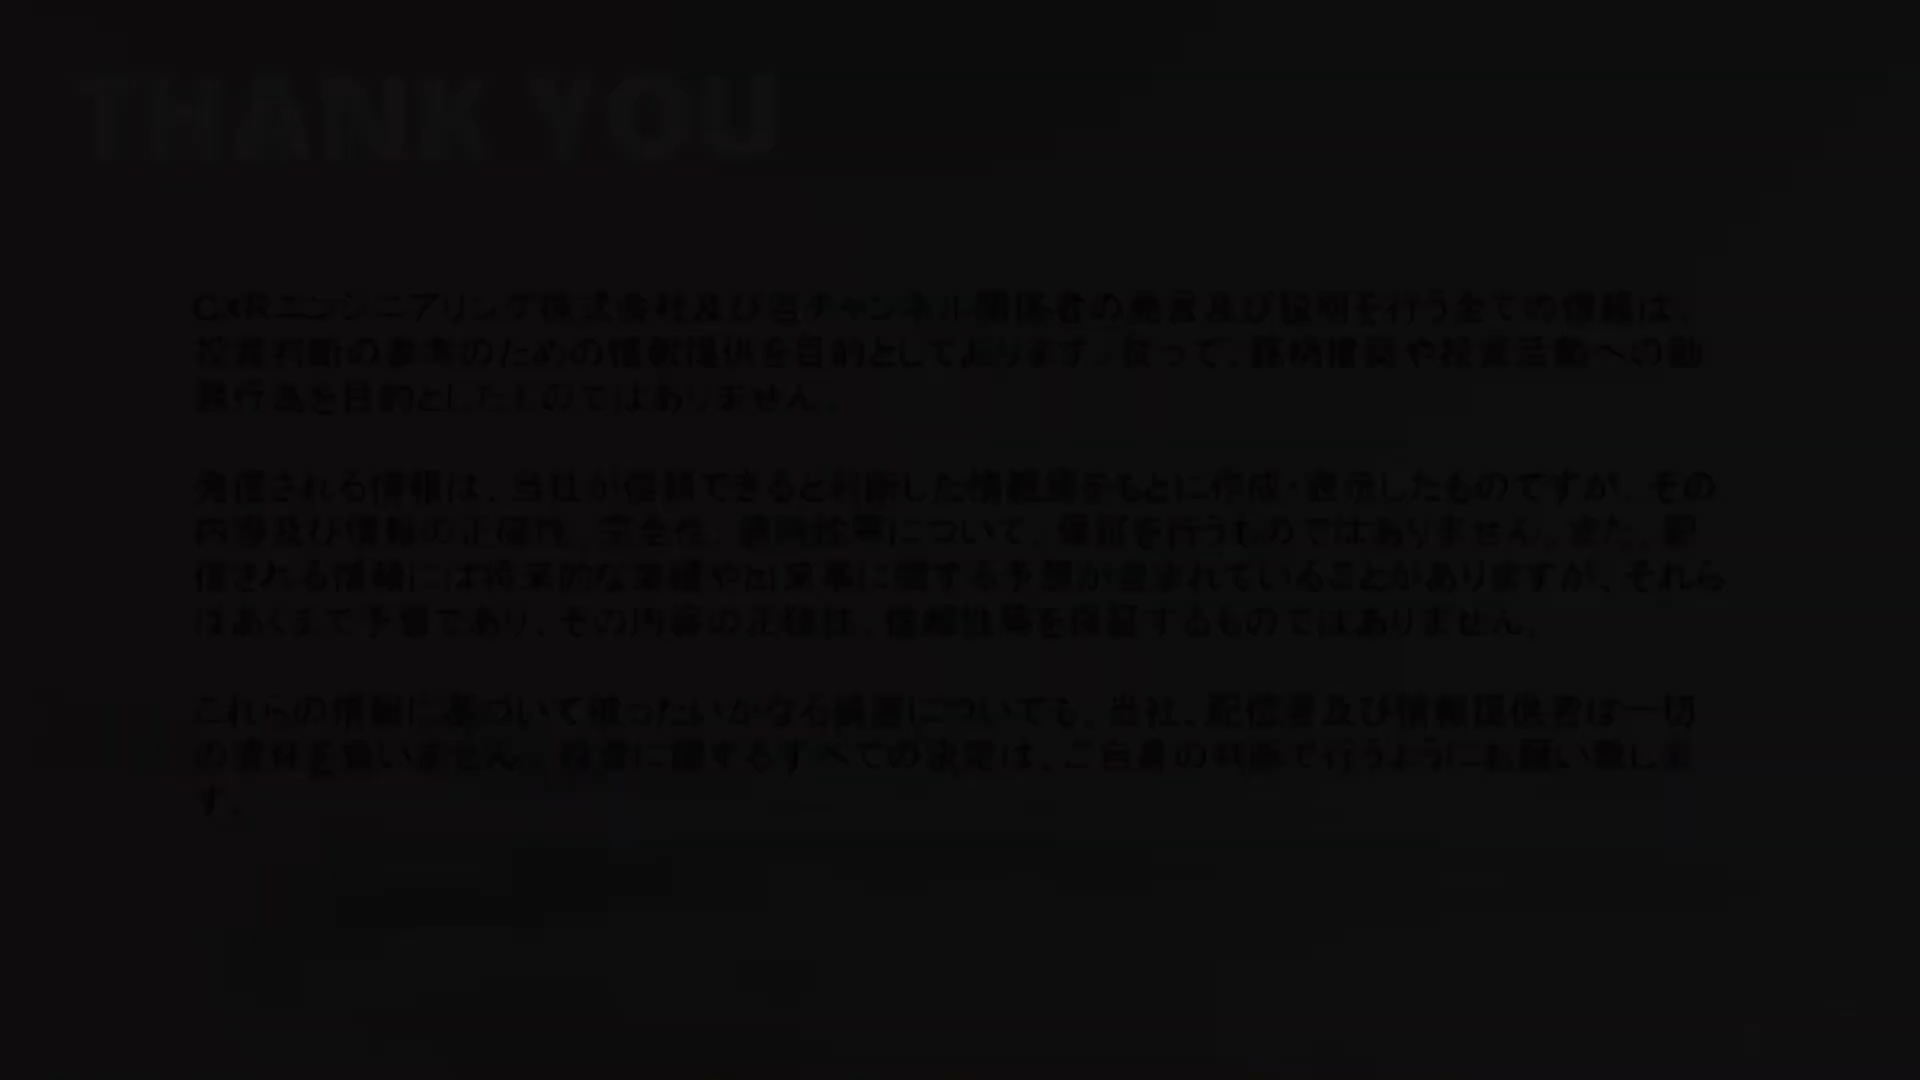 THANK YOU
CXRエンジニアリング株式会社及び当チャンネル関係者の発言及び説明を行う全ての情報は、
投資判断の参考のための情報提供を目的としております。従って、銘柄推奨や投資活動への勧
誘行為を目的としたものではありません。
発信される情報は、当社が信頼できると判断した情報源をもとに作成・表示したものですが、その
内容及び情報の正確性、完全性、適時性等について、保証を行うものではありません。また、配
信される情報には将来的な業績や出来事に関する予想が含まれていることがありますが、それら
はあくまで予想であり、その内容の正確性、信頼性等を保証するものではありません。
これらの情報に基づいて被ったいかなる損害についても、当社、配信者及び情報提供者は一切
の責任を負いません。投資に関するすべての決定は、ご自身の判断で行うようにお願い致しま
す。